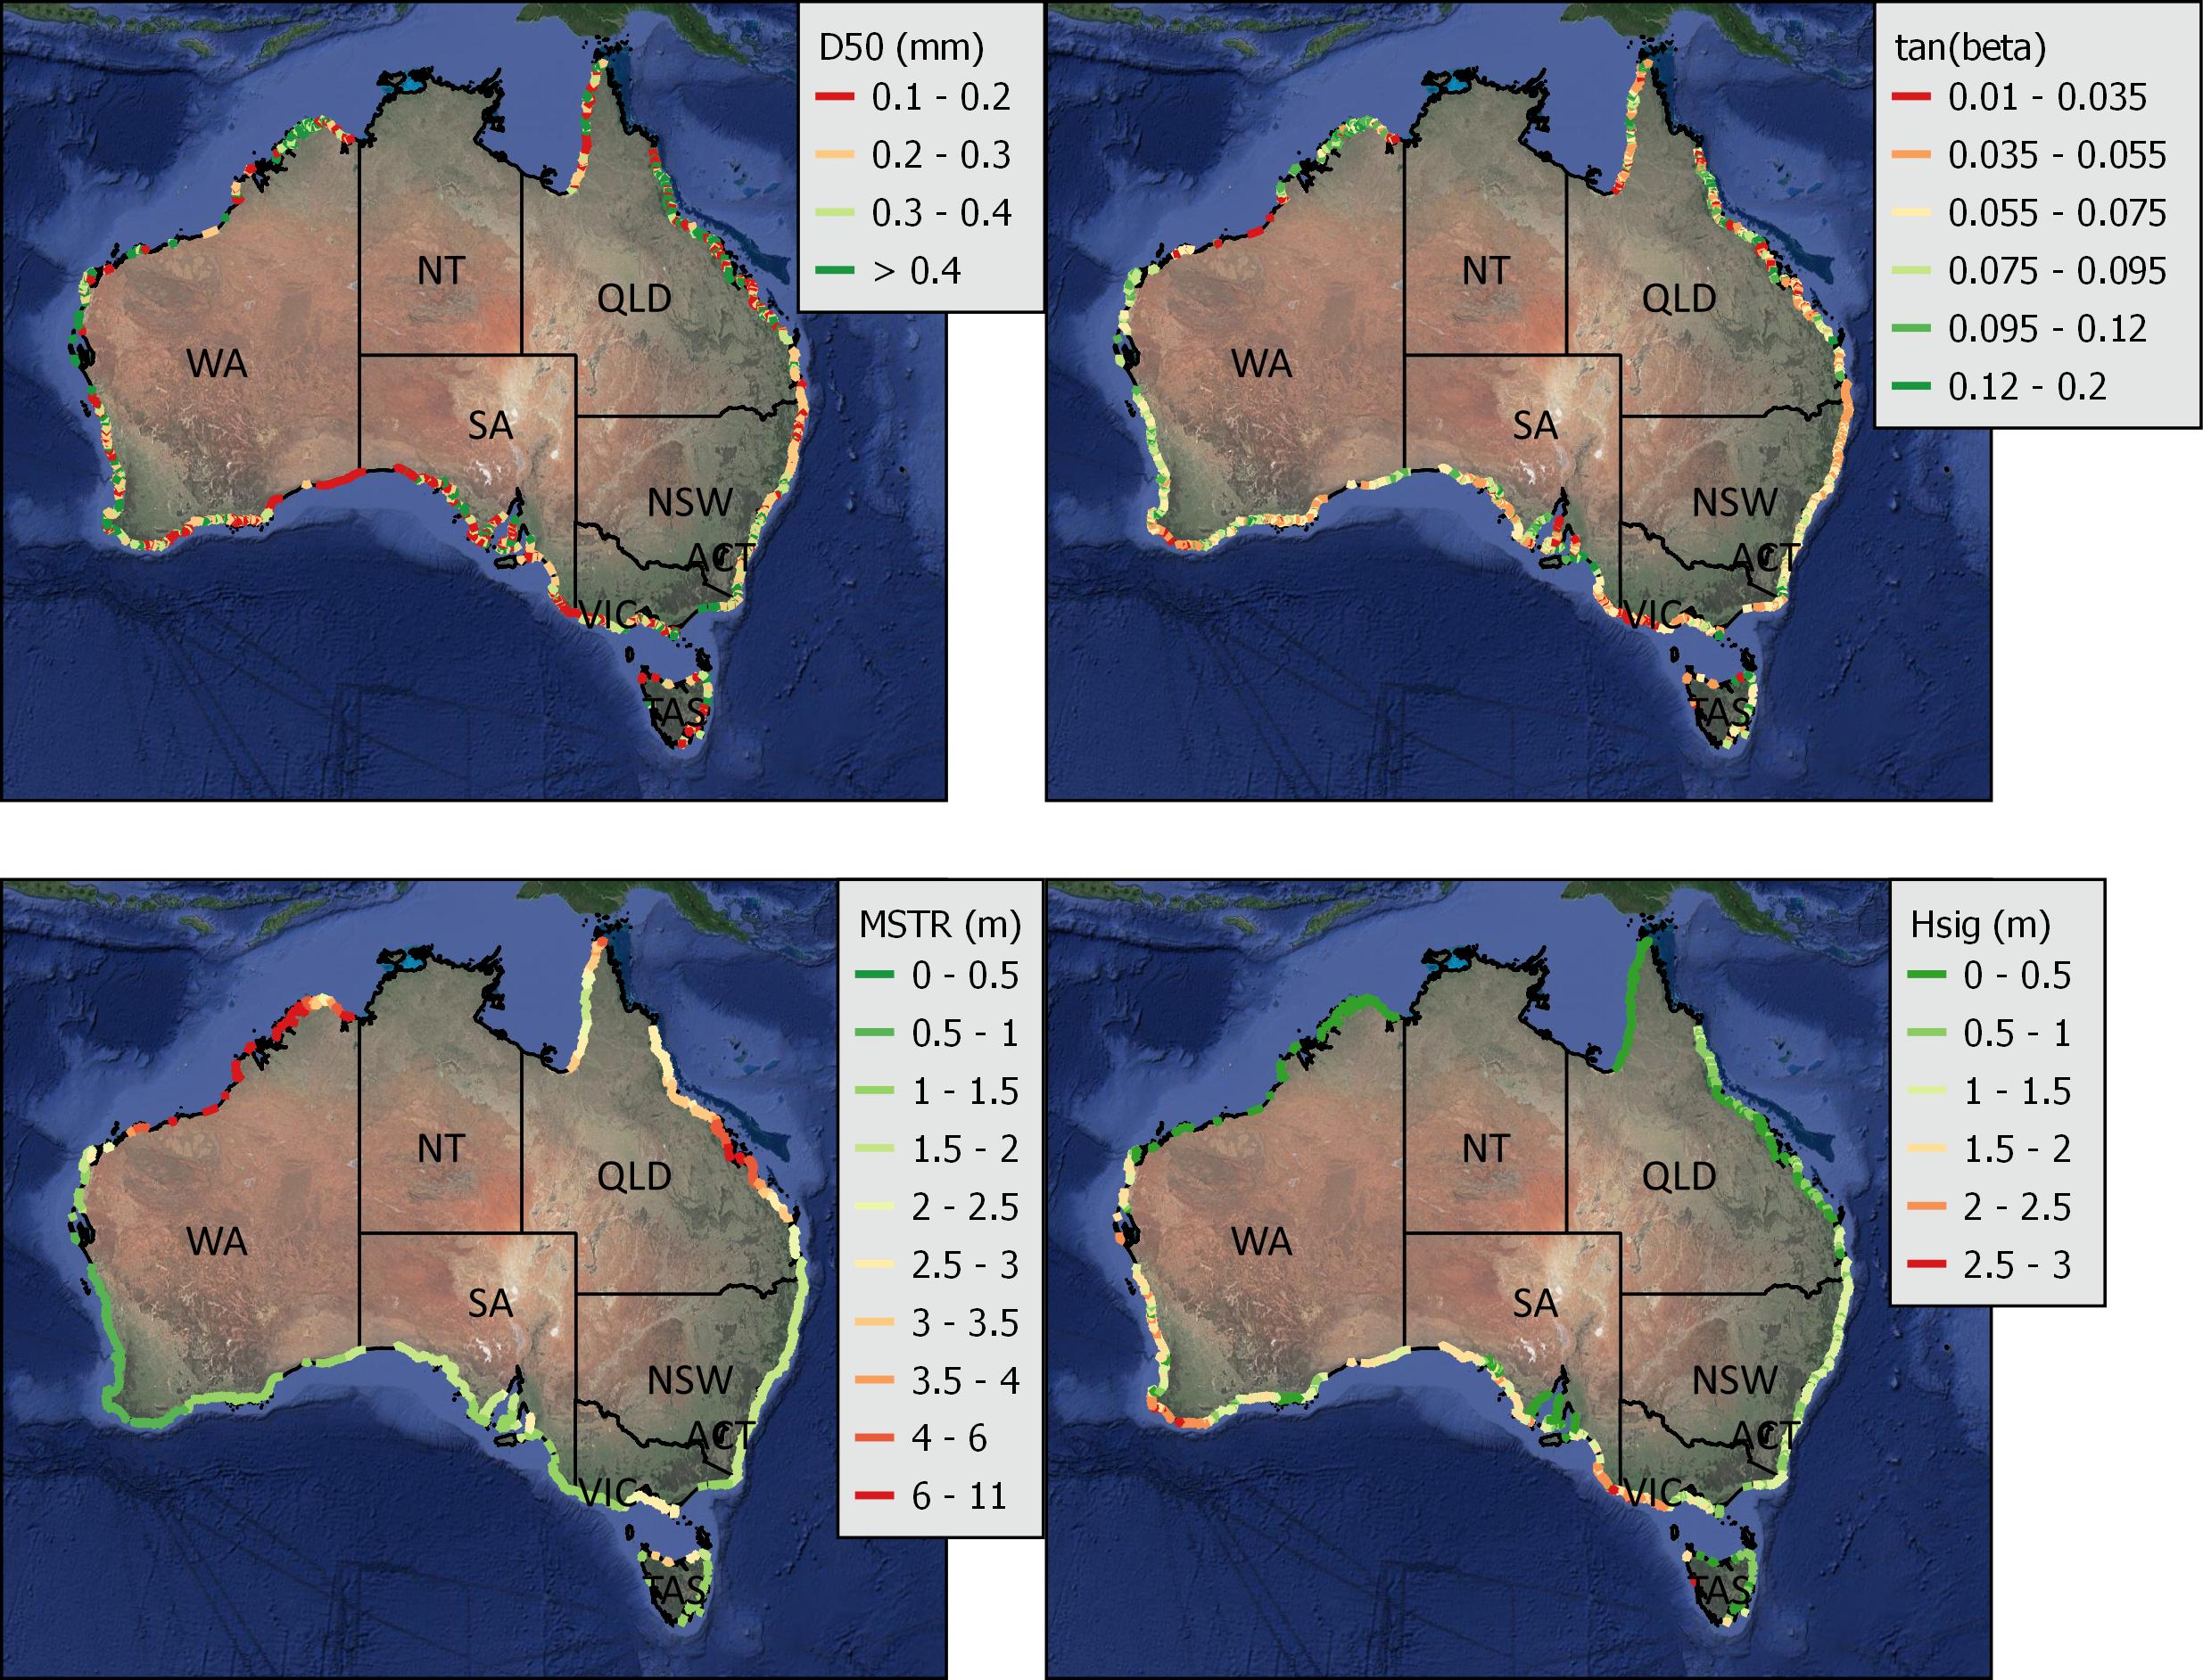 D50 (mm)
0.1 - 0.2
0.2 - 0.3
0.3 - 0.4
> 0.4
NT
QLD
WA
SA
NSW
ACT
VIC
TAS
tan(beta)
0.01 - 0.035
0.035 - 0.055
0.055 - 0.075
0.075 - 0.095
0.095 - 0.12
0.12 - 0.2
NT
QLD
WA
SA
NSW
ACT
VIC
TAS
MSTR (m)
0 - 0.5
0.5 - 1
1 - 1.5
1.5 - 2
2 - 2.5
2.5 - 3
3 - 3.5
3.5 - 4
4 - 6
6 - 11
NT
QLD
WA
SA
NSW
ACT
VIC
TAS
Hsig (m)
0 - 0.5
0.5 - 1
1 - 1.5
1.5 - 2
2 - 2.5
2.5 - 3
NT
QLD
WA
SA
NSW
ACT
VIC
TAS